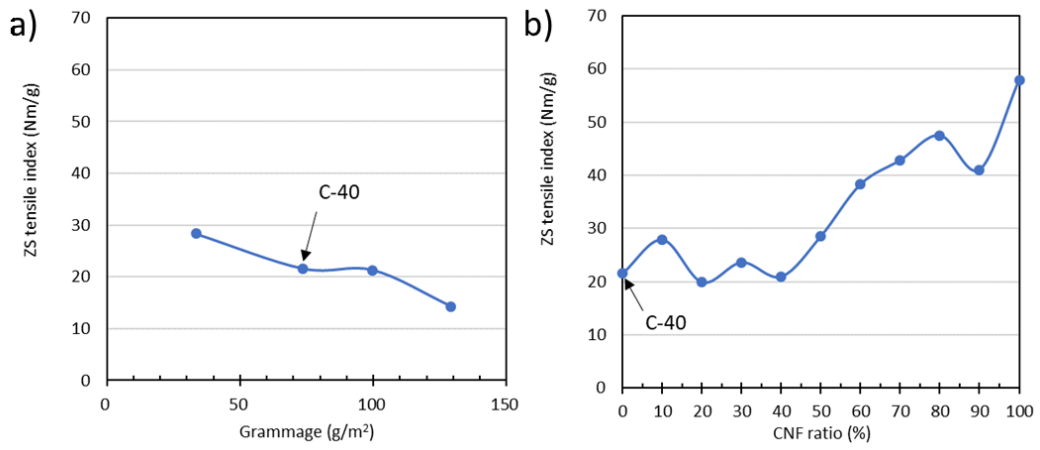 a)
ZS tensile index (Nm/g)
70
60
50
40
30
20
10
0
C-40
0 50 100 150
Grammage (g/m²)
b)
ZS tensile index (Nm/g)
70
60
50
40
30
20
10
0
C-40
0 10 20 30 40 50 60 70 80 90 100
CNF ratio (%)